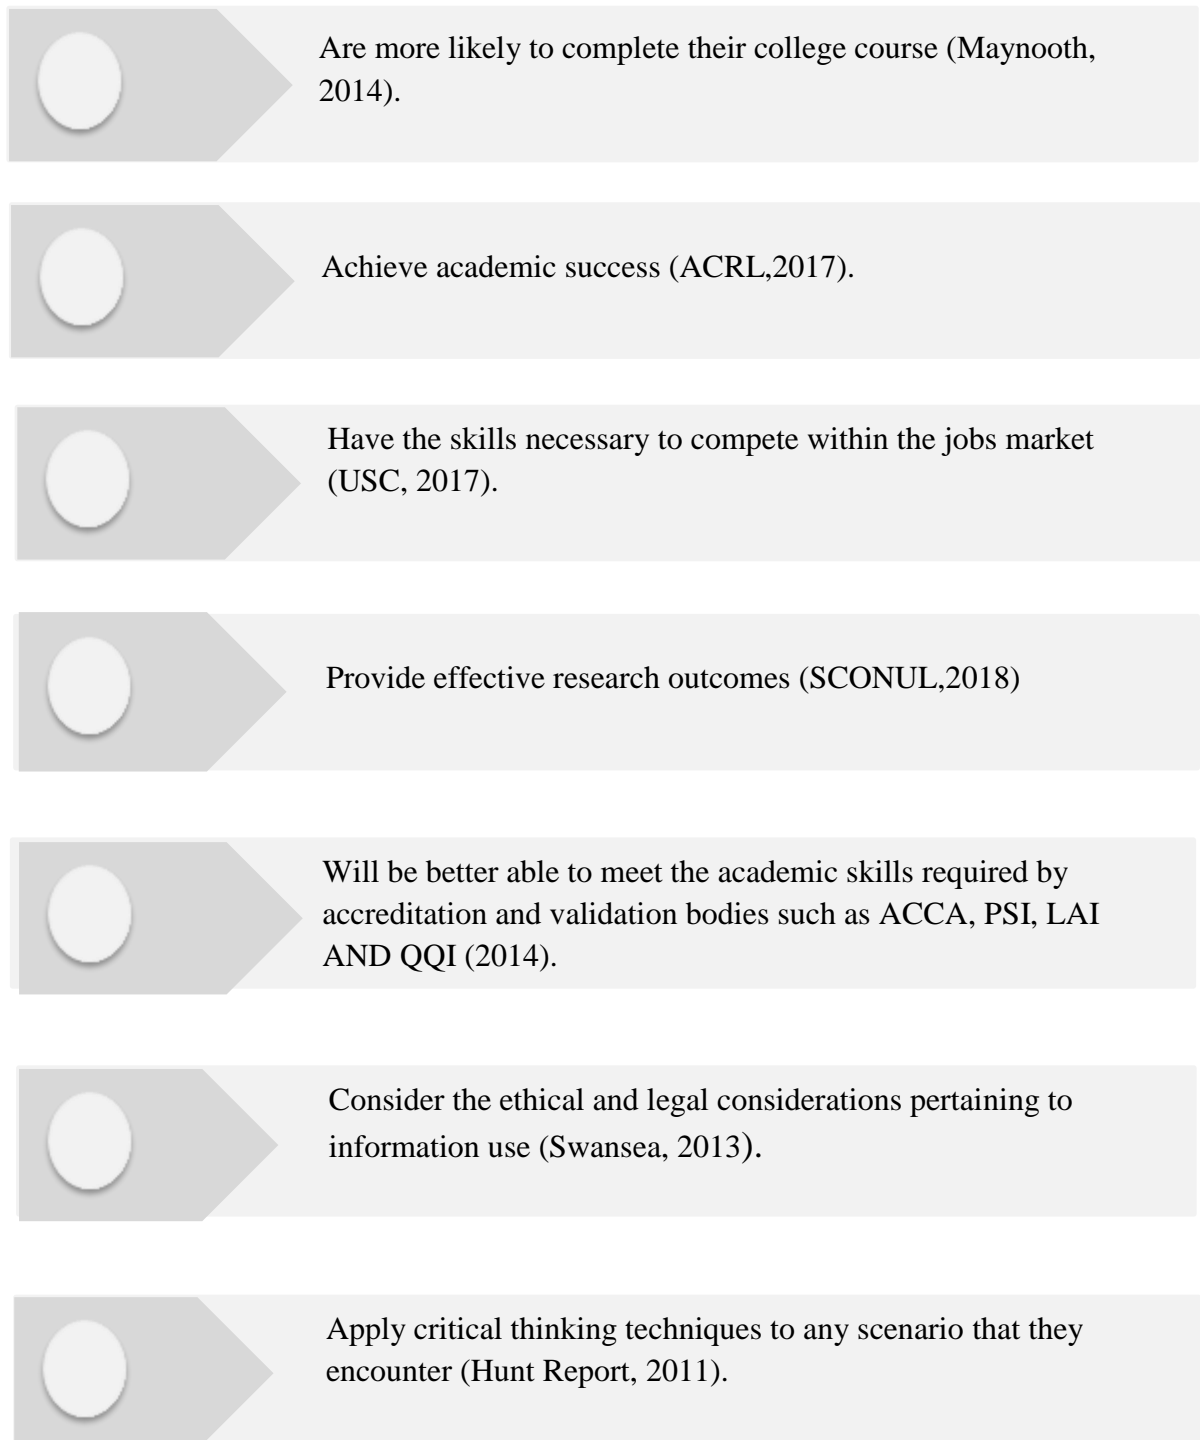 Are more likely to complete their college course (Maynooth,
2014).
Achieve academic success (ACRL,2017).
Have the skills necessary to compete within the jobs market
(USC, 2017).
Provide effective research outcomes (SCONUL,2018)
Will be better able to meet the academic skills required by
accreditation and validation bodies such as ACCA, PSI, LAI
AND QQI (2014).
Consider the ethical and legal considerations pertaining to
information use (Swansea, 2013).
Apply critical thinking techniques to any scenario that they
encounter (Hunt Report, 2011).